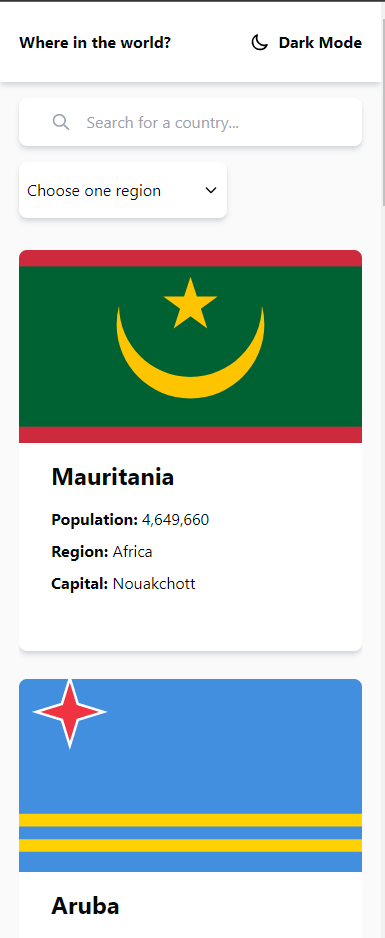 Where in the world?
Dark Mode
Search for a country...
Choose one region
Mauritania
Population: 4,649,660
Region: Africa
Capital: Nouakchott
Aruba